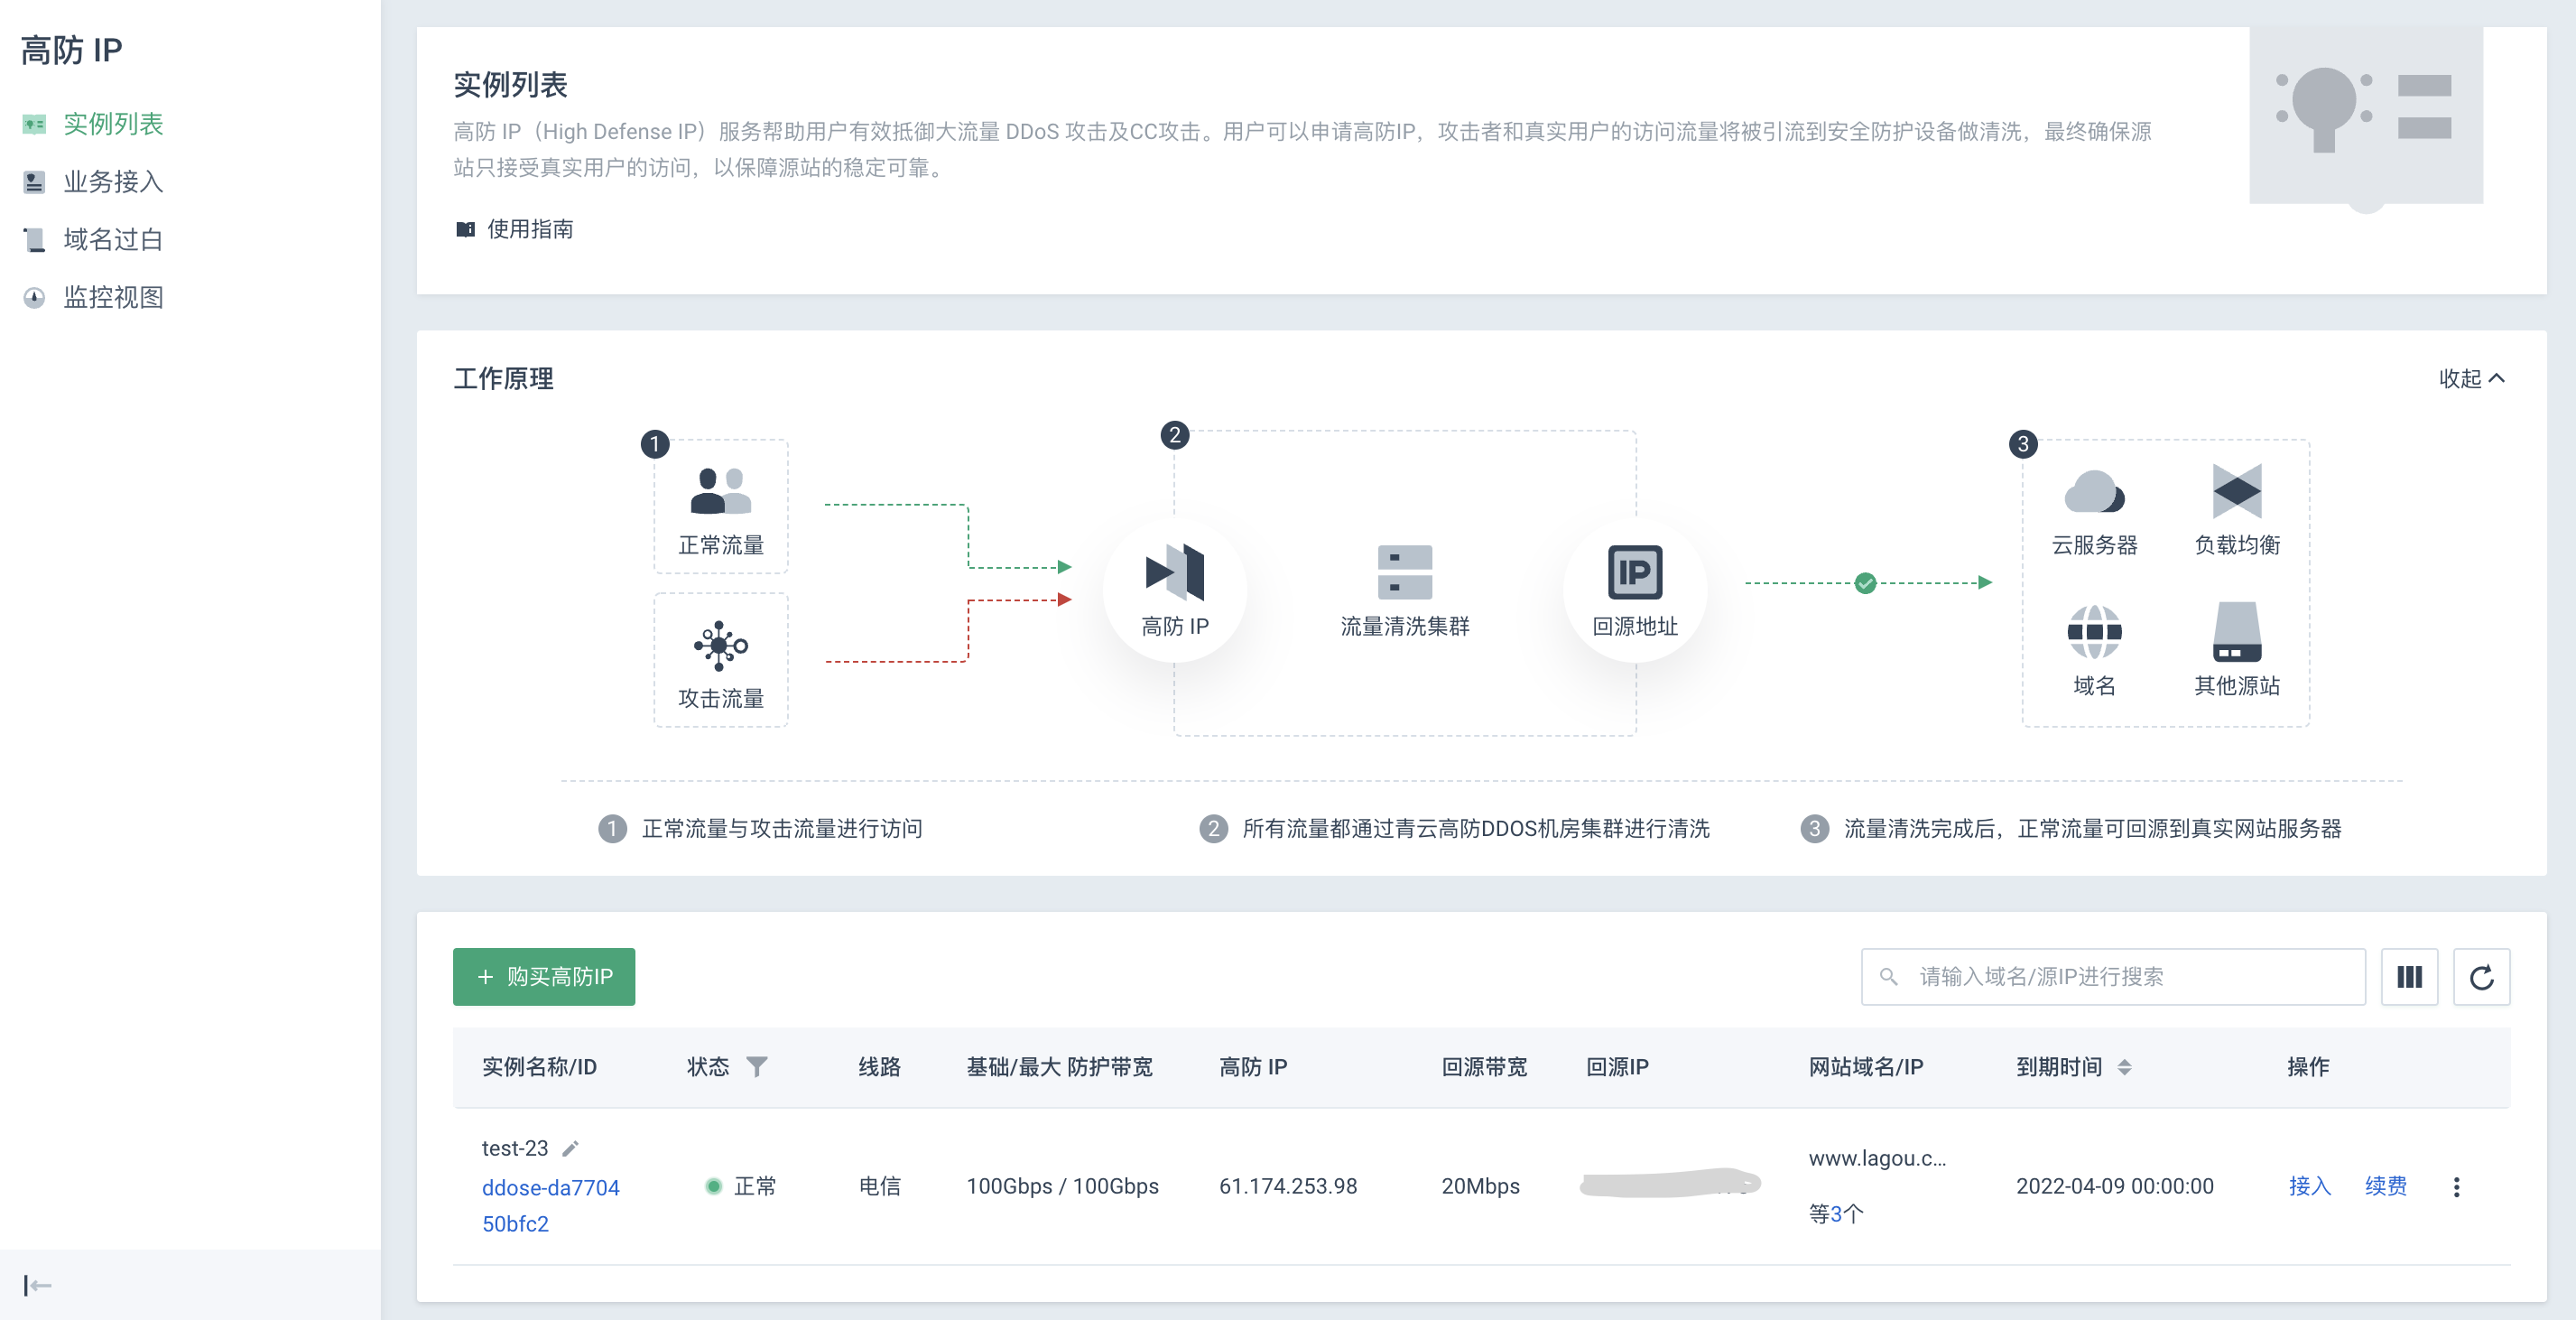 高防 IP
实例列表
业务接入
域名过白
监控视图
实例列表
高防 IP（High Defense IP）服务帮助用户有效抵御大流量 DDoS 攻击及CC攻击。用户可以申请高防IP，攻击者和真实用户的访问流量将被引流到安全防护设备做清洗，最终确保源
站只接受真实用户的访问，以保障源站的稳定可靠。
使用指南
工作原理
收起
1
正常流量
攻击流量
2
高防 IP
流量清洗集群
IP
回源地址
3
云服务器
负载均衡
域名
其他源站
1 正常流量与攻击流量进行访问
2 所有流量都通过青云高防DDOS机房集群进行清洗
3 流量清洗完成后，正常流量可回源到真实网站服务器
+ 购买高防IP
请输入域名/源IP进行搜索
实例名称/ID 状态 线路 基础/最大 防护带宽 高防 IP 回源带宽 回源IP 网站域名/IP 到期时间 操作
test-23
ddose-da7704
50bfc2
正常
电信
100Gbps / 100Gbps
61.174.253.98
20Mbps
www.lagou.c...
等3个
2022-04-09 00:00:00
接入 续费